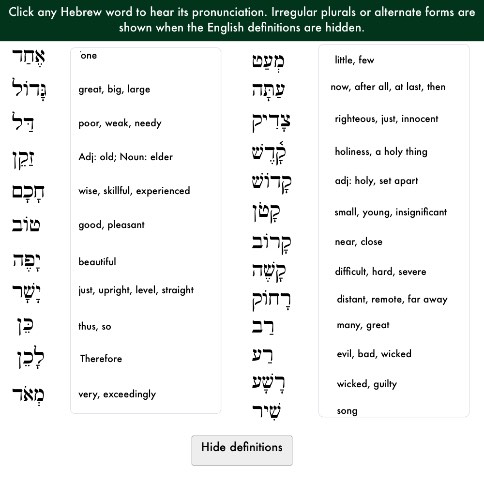 Click any Hebrew word to hear its pronunciation. Irregular plurals or alternate forms are
shown when the English definitions are hidden.
אֶחַד one
גָּדוֹל great, big, large
דַּל poor, weak, needy
זָקֵן Adj: old; Noun: elder
חָכָם wise, skillful, experienced
טוֹב good, pleasant
יָפֶה beautiful
יָשָׁר just, upright, level, straight
כֵּן thus, so
לָכֵן Therefore
מְאֹד very, exceedingly
מְעַט little, few
עַתָּה now, after all, at last, then
צָדִיק righteous, just, innocent
קֹ֫דֶשׁ holiness, a holy thing
קָדוֹשׁ adj: holy, set apart
קָטֹן small, young, insignificant
קָרוֹב near, close
קָשֶׁה difficult, hard, severe
רָחוֹק distant, remote, far away
רַב many, great
רַע evil, bad, wicked
רָשָׁע wicked, guilty
שִׁיר song
Hide definitions